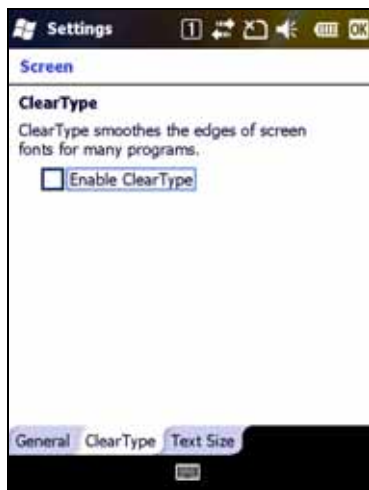 Settings 1 OK
Screen
ClearType
ClearType smoothes the edges of screen
fonts for many programs.
Enable ClearType
General ClearType Text Size